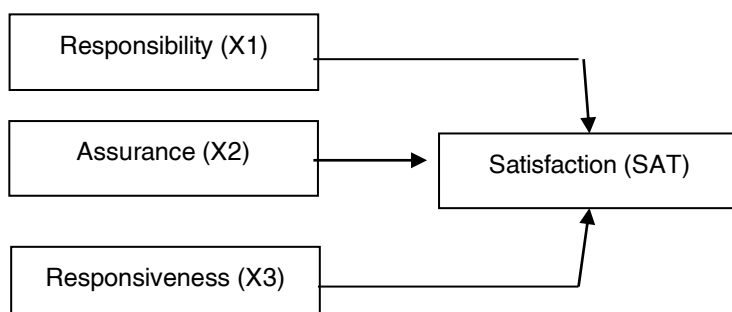 Responsibility (X1)
Assurance (X2)
Satisfaction (SAT)
Responsiveness (X3)